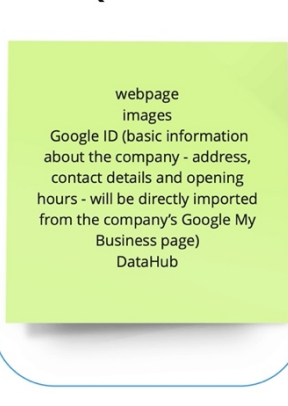 webpage
images
Google ID (basic information
about the company - address,
contact details and opening
hours - will be directly imported
from the company’s Google My
Business page)
DataHub